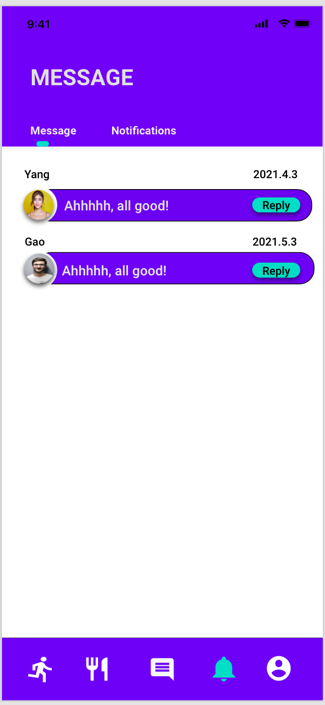 9:41
MESSAGE
Message Notifications
Yang 2021.4.3
Ahhhhh, all good! Reply
Gao 2021.5.3
Ahhhhh, all good! Reply